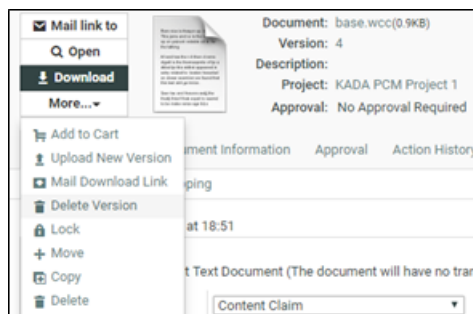 Mail link to
Open
Download
More...
Document: base.wcc(0.9KB)
Version: 4
Description:
Project: KADA PCM Project 1
Approval: No Approval Required
Add to Cart
Upload New Version
Mail Download Link
Delete Version
Lock
Move
Copy
Delete
ment Information Approval Action History
ping
at 18:51
t Text Document (The document will have no tran
Content Claim